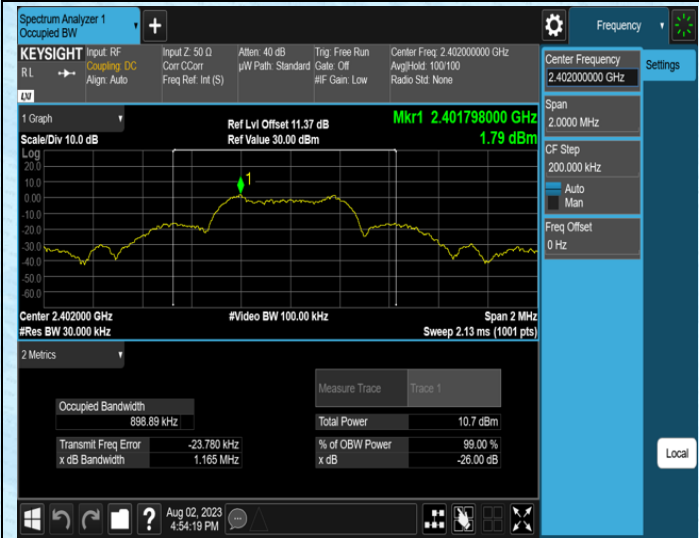 Spectrum Analyzer 1
Occupied BW
Frequency
KEYSIGHT
RL
LXI
Input: RF
Coupling: DC
Align: Auto
Input Z: 50 Ω
Corr CCorr
Freq Ref: Int (S)
Atten: 40 dB
µW Path: Standard
Trig: Free Run
Gate: Off
#IF Gain: Low
Center Freq: 2.402000000 GHz
Avg|Hold: 100/100
Radio Std: None
Center Frequency
2.402000000 GHz
Settings
Span
2.0000 MHz
CF Step
200.000 kHz
Auto
Man
Freq Offset
0 Hz
Local
1 Graph
Scale/Div 10.0 dB
Ref Lvl Offset 11.37 dB
Ref Value 30.00 dBm
Mkr1 2.401798000 GHz
1.79 dBm
Log
20.0
10.0
0.00
-10.0
-20.0
-30.0
-40.0
-50.0
-60.0
1
Center 2.402000 GHz
#Res BW 30.000 kHz
#Video BW 100.00 kHz
Span 2 MHz
Sweep 2.13 ms (1001 pts)
2 Metrics
Measure Trace
Trace 1
Occupied Bandwidth
898.89 kHz
Total Power
10.7 dBm
Transmit Freq Error
-23.780 kHz
% of OBW Power
99.00 %
x dB Bandwidth
1.165 MHz
x dB
-26.00 dB
Aug 02, 2023
4:54:19 PM